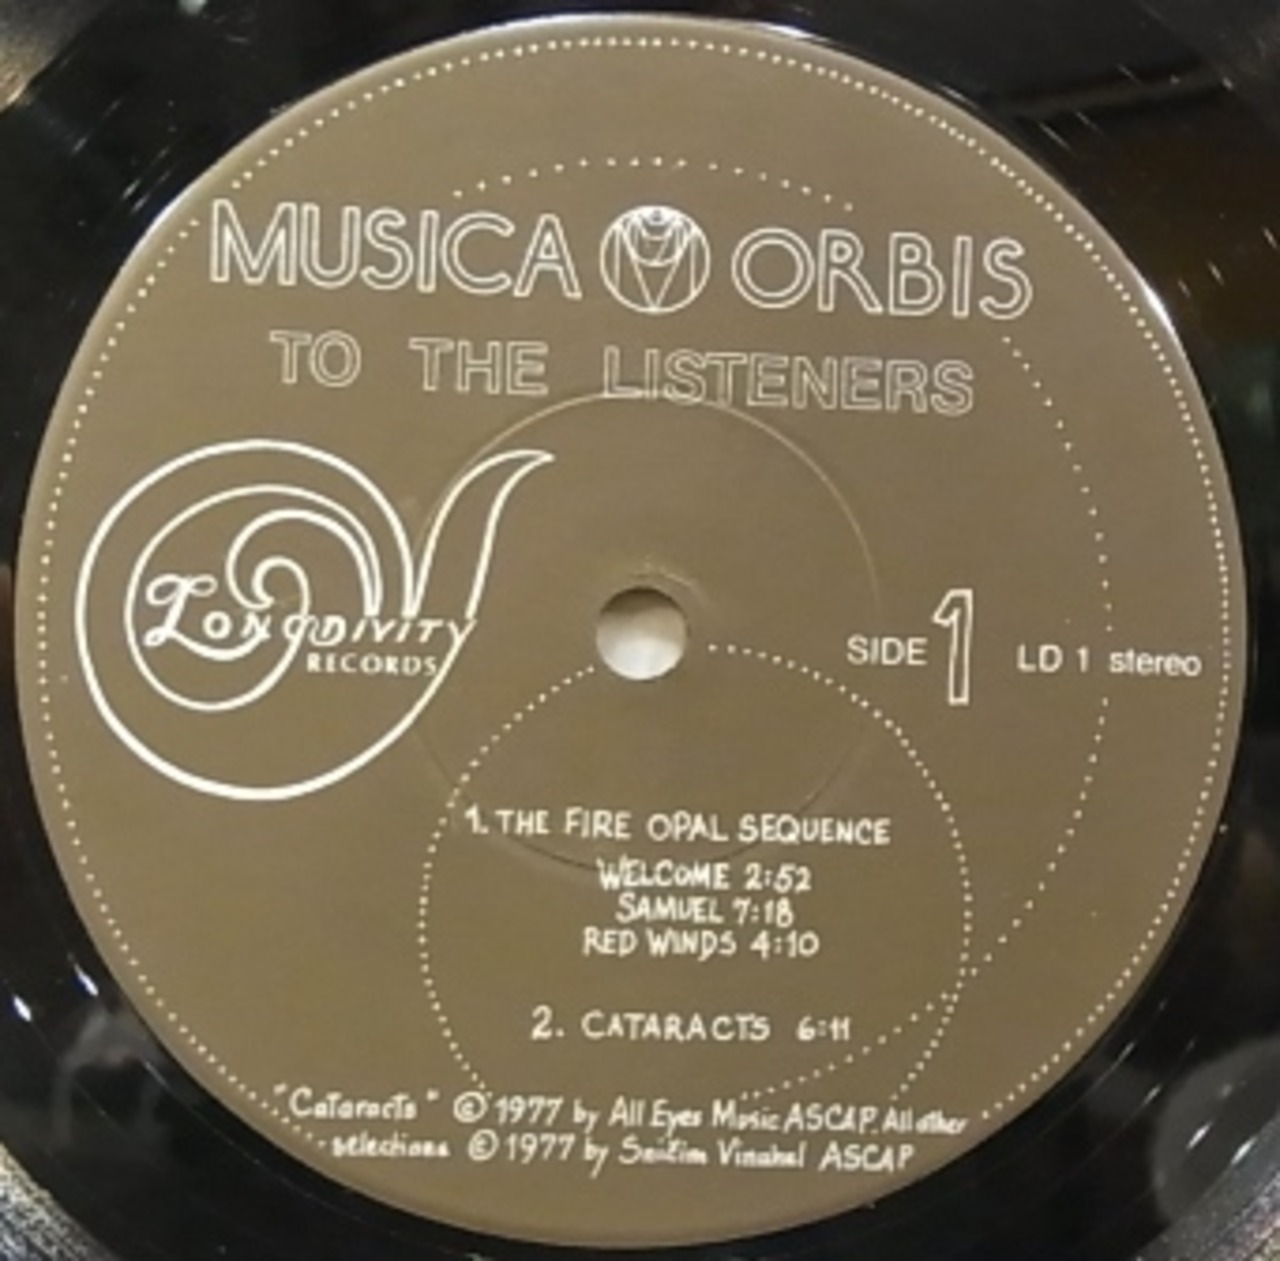 MUSICA ORBIS
TO THE LISTENERS
LONGDIVITY
RECORDS
SIDE 1 LD 1 stereo
1. THE FIRE OPAL SEQUENCE
WELCOME 2:52
SAMUEL 7:18
RED WINDS 4:10
2. CATARACTS 6:11
"Cataracts" © 1977 by All Eyes Music ASCAP. All other
selections © 1977 by ASCAP